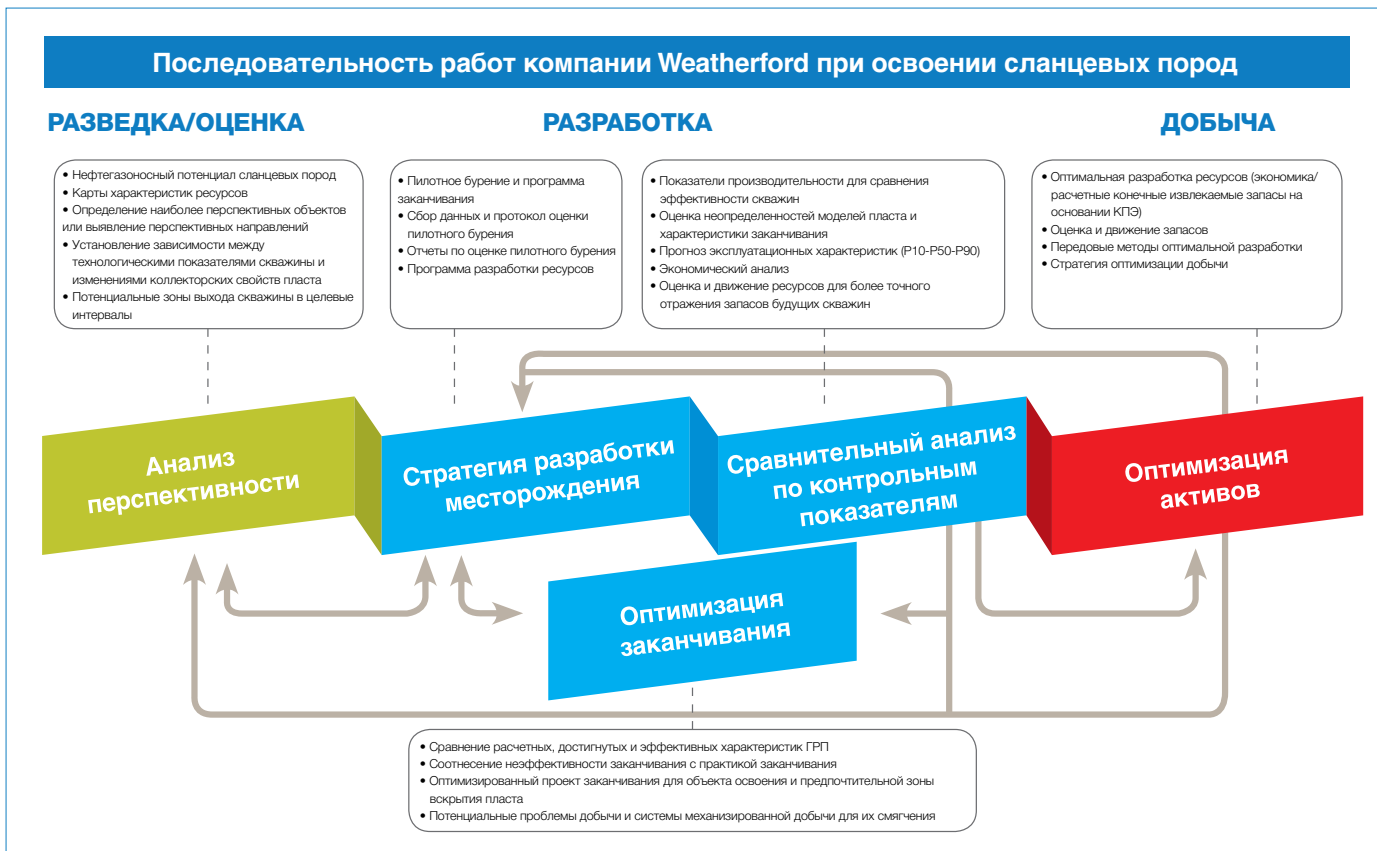 Последовательность работ компании Weatherford при освоении сланцевых пород
РАЗВЕДКА/ОЦЕНКА
РАЗРАБОТКА
ДОБЫЧА
• Нефтегазоносный потенциал сланцевых пород
• Карты характеристик ресурсов
• Определение наиболее перспективных объектов
или выявление перспективных направлений
• Установление зависимости между
технологическими показателями скважины и
изменениями коллекторских свойств пласта
• Потенциальные зоны выхода скважины в целевые
интервалы
• Пилотное бурение и программа
заканчивания
• Сбор данных и протокол оценки
пилотного бурения
• Отчеты по оценке пилотного бурения
• Программа разработки ресурсов
• Показатели производительности для сравнения
эффективности скважин
• Оценка неопределенностей моделей пласта и
характеристики заканчивания
• Прогноз эксплуатационных характеристик (P10-P50-P90)
• Экономический анализ
• Оценка и движение ресурсов для более точного
отражения запасов будущих скважин
• Оптимальная разработка ресурсов (экономика/
расчетные конечные извлекаемые запасы на
основании КПЭ)
• Оценка и движение запасов
• Передовые методы оптимальной разработки
• Стратегия оптимизации добычи
Анализ
перспективности
Стратегия разработки
месторождения
Сравнительный анализ
по контрольным
показателям
Оптимизация
активов
Оптимизация
заканчивания
• Сравнение расчетных, достигнутых и эффективных характеристик ГРП
• Соотнесение неэффективности заканчивания с практикой заканчивания
• Оптимизированный проект заканчивания для объекта освоения и предпочтительной зоны
вскрытия пласта
• Потенциальные проблемы добычи и системы механизированной добычи для их смягчения